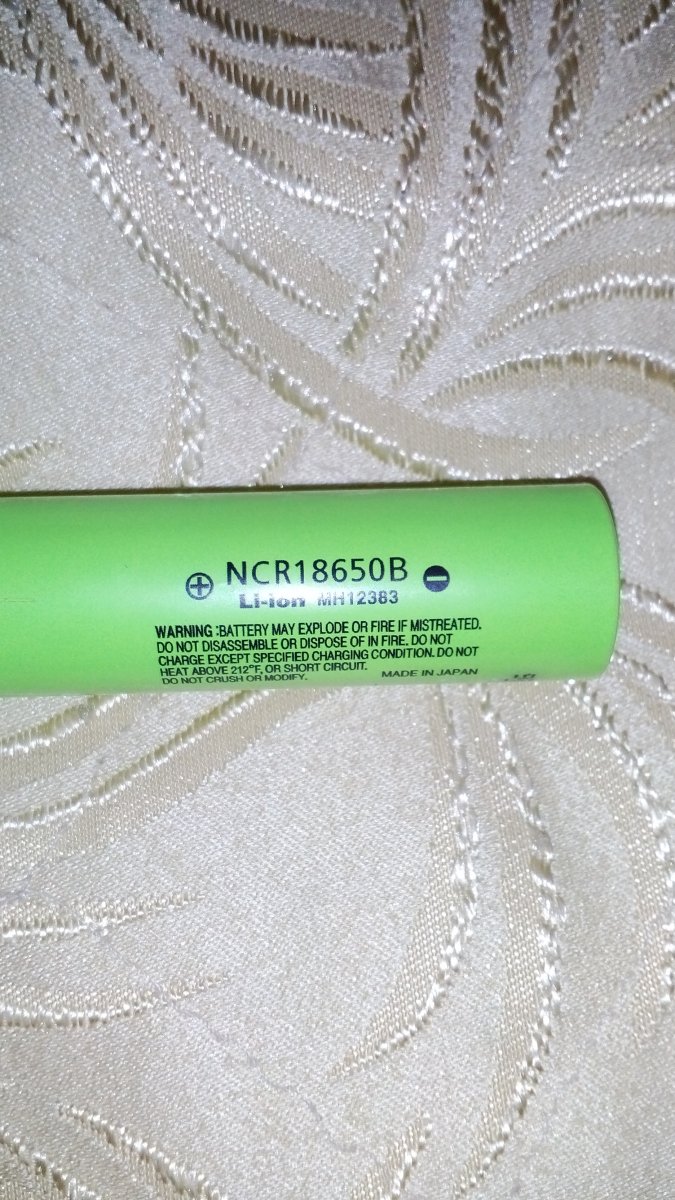 ⊕ NCR18650B ⊖
Li-ion MH12383
WARNING :BATTERY MAY EXPLODE OR FIRE IF MISTREATED.
DO NOT DISASSEMBLE OR DISPOSE OF IN FIRE. DO NOT
CHARGE EXCEPT SPECIFIED CHARGING CONDITION. DO NOT
HEAT ABOVE 212°F, OR SHORT CIRCUIT.
DO NOT CRUSH OR MODIFY. MADE IN JAPAN